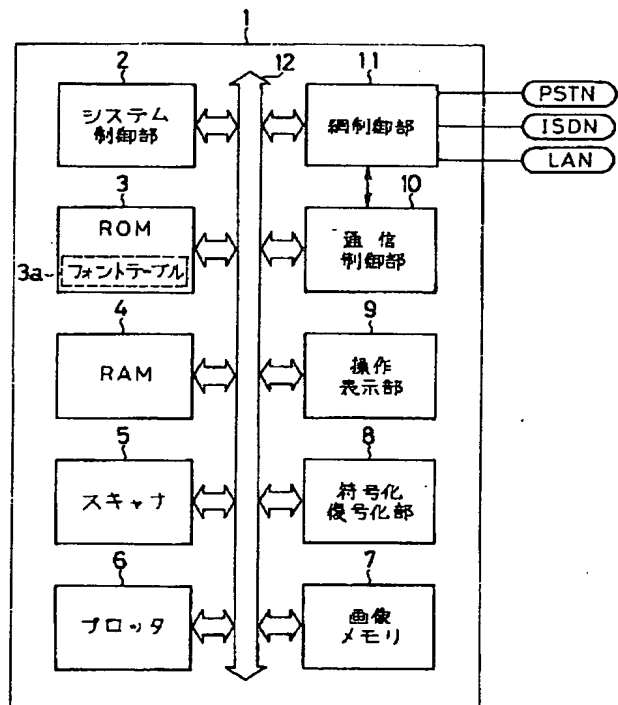 1
2
12
11
システム
制御部
網制御部
PSTN
ISDN
LAN
3
10
ROM
3a
フォントテーブル
通信
制御部
4
9
RAM
操作
表示部
5
8
スキャナ
符号化
復号化部
6
7
プロッタ
画像
メモリ